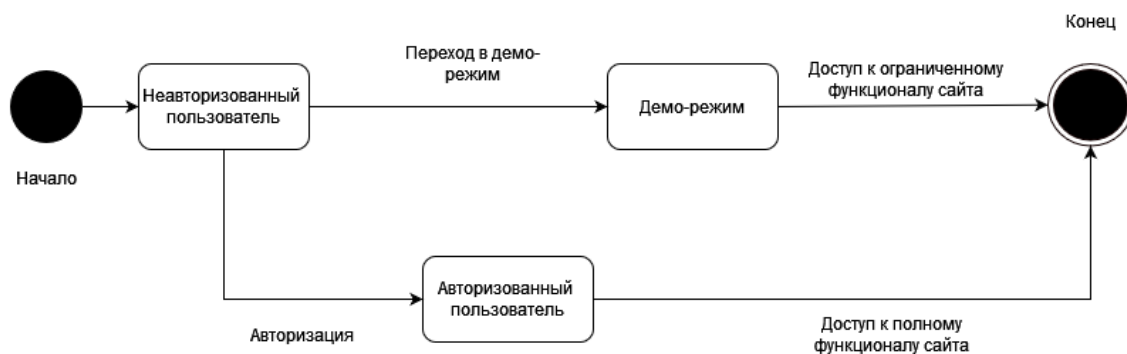 Конец
Переход в демо-
режим
Доступ к ограниченному
функционалу сайта
Неавторизованный
пользователь
Демо-режим
Начало
Авторизованный
пользователь
Авторизация
Доступ к полному
функционалу сайта